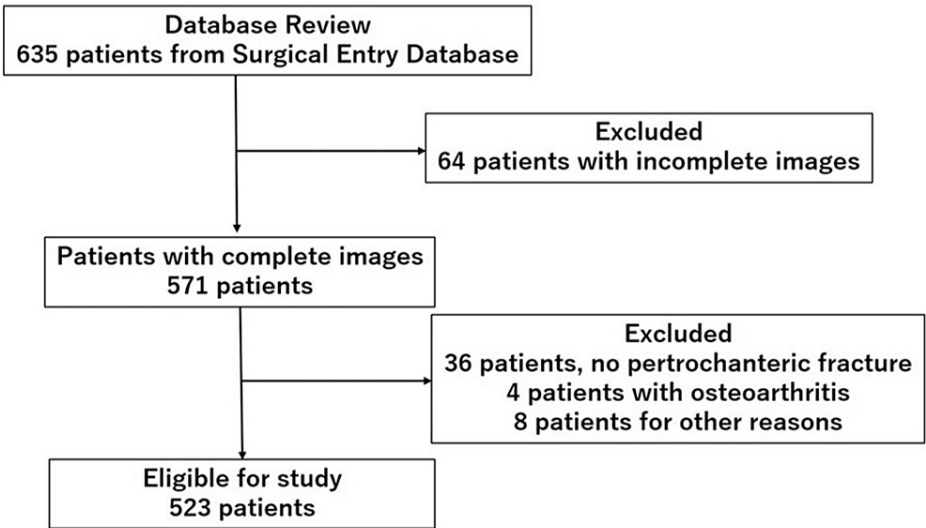 Database Review
635 patients from Surgical Entry Database
Excluded
64 patients with incomplete images
Patients with complete images
571 patients
Excluded
36 patients, no pertrochanteric fracture
4 patients with osteoarthritis
8 patients for other reasons
Eligible for study
523 patients